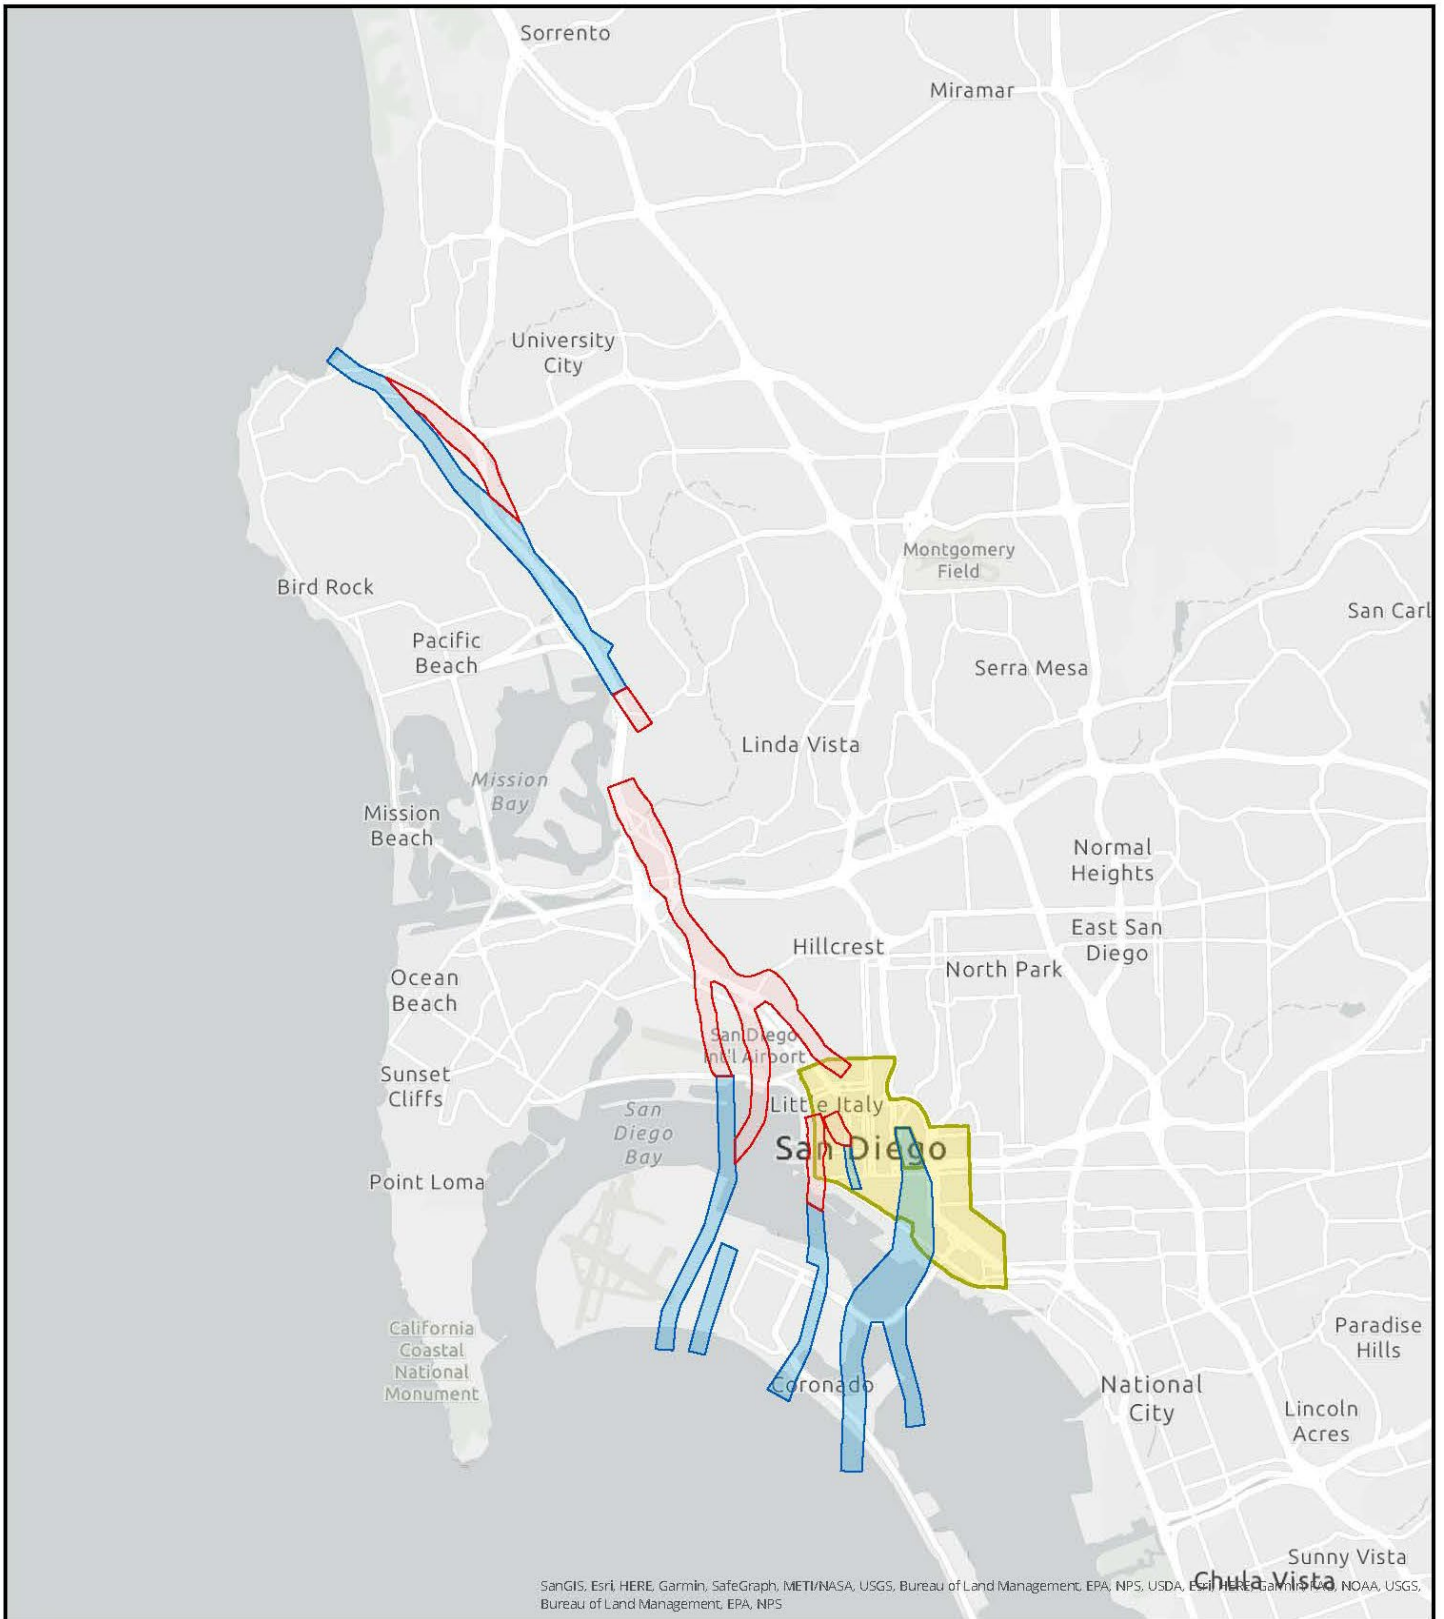 Sorrento
Miramar
University
City
Montgomery
Field
Bird Rock
San Carl
Pacific
Beach
Serra Mesa
Linda Vista
Mission
Bay
Mission
Beach
Normal
Heights
Hillcrest
East San
Diego
North Park
Ocean
Beach
San Diego
Int'l Airport
Sunset
Cliffs
Little Italy
San
Diego
Bay
San Diego
Point Loma
California
Coastal
National
Monument
Paradise
Hills
Coronado
National
City
Lincoln
Acres
Sunny Vista
Chula Vista
SanGIS, Esri, HERE, Garmin, SafeGraph, METI/NASA, USGS, Bureau of Land Management, EPA, NPS, USDA, Esri, HERE, Garmin, FAO, NOAA, USGS,
Bureau of Land Management, EPA, NPS